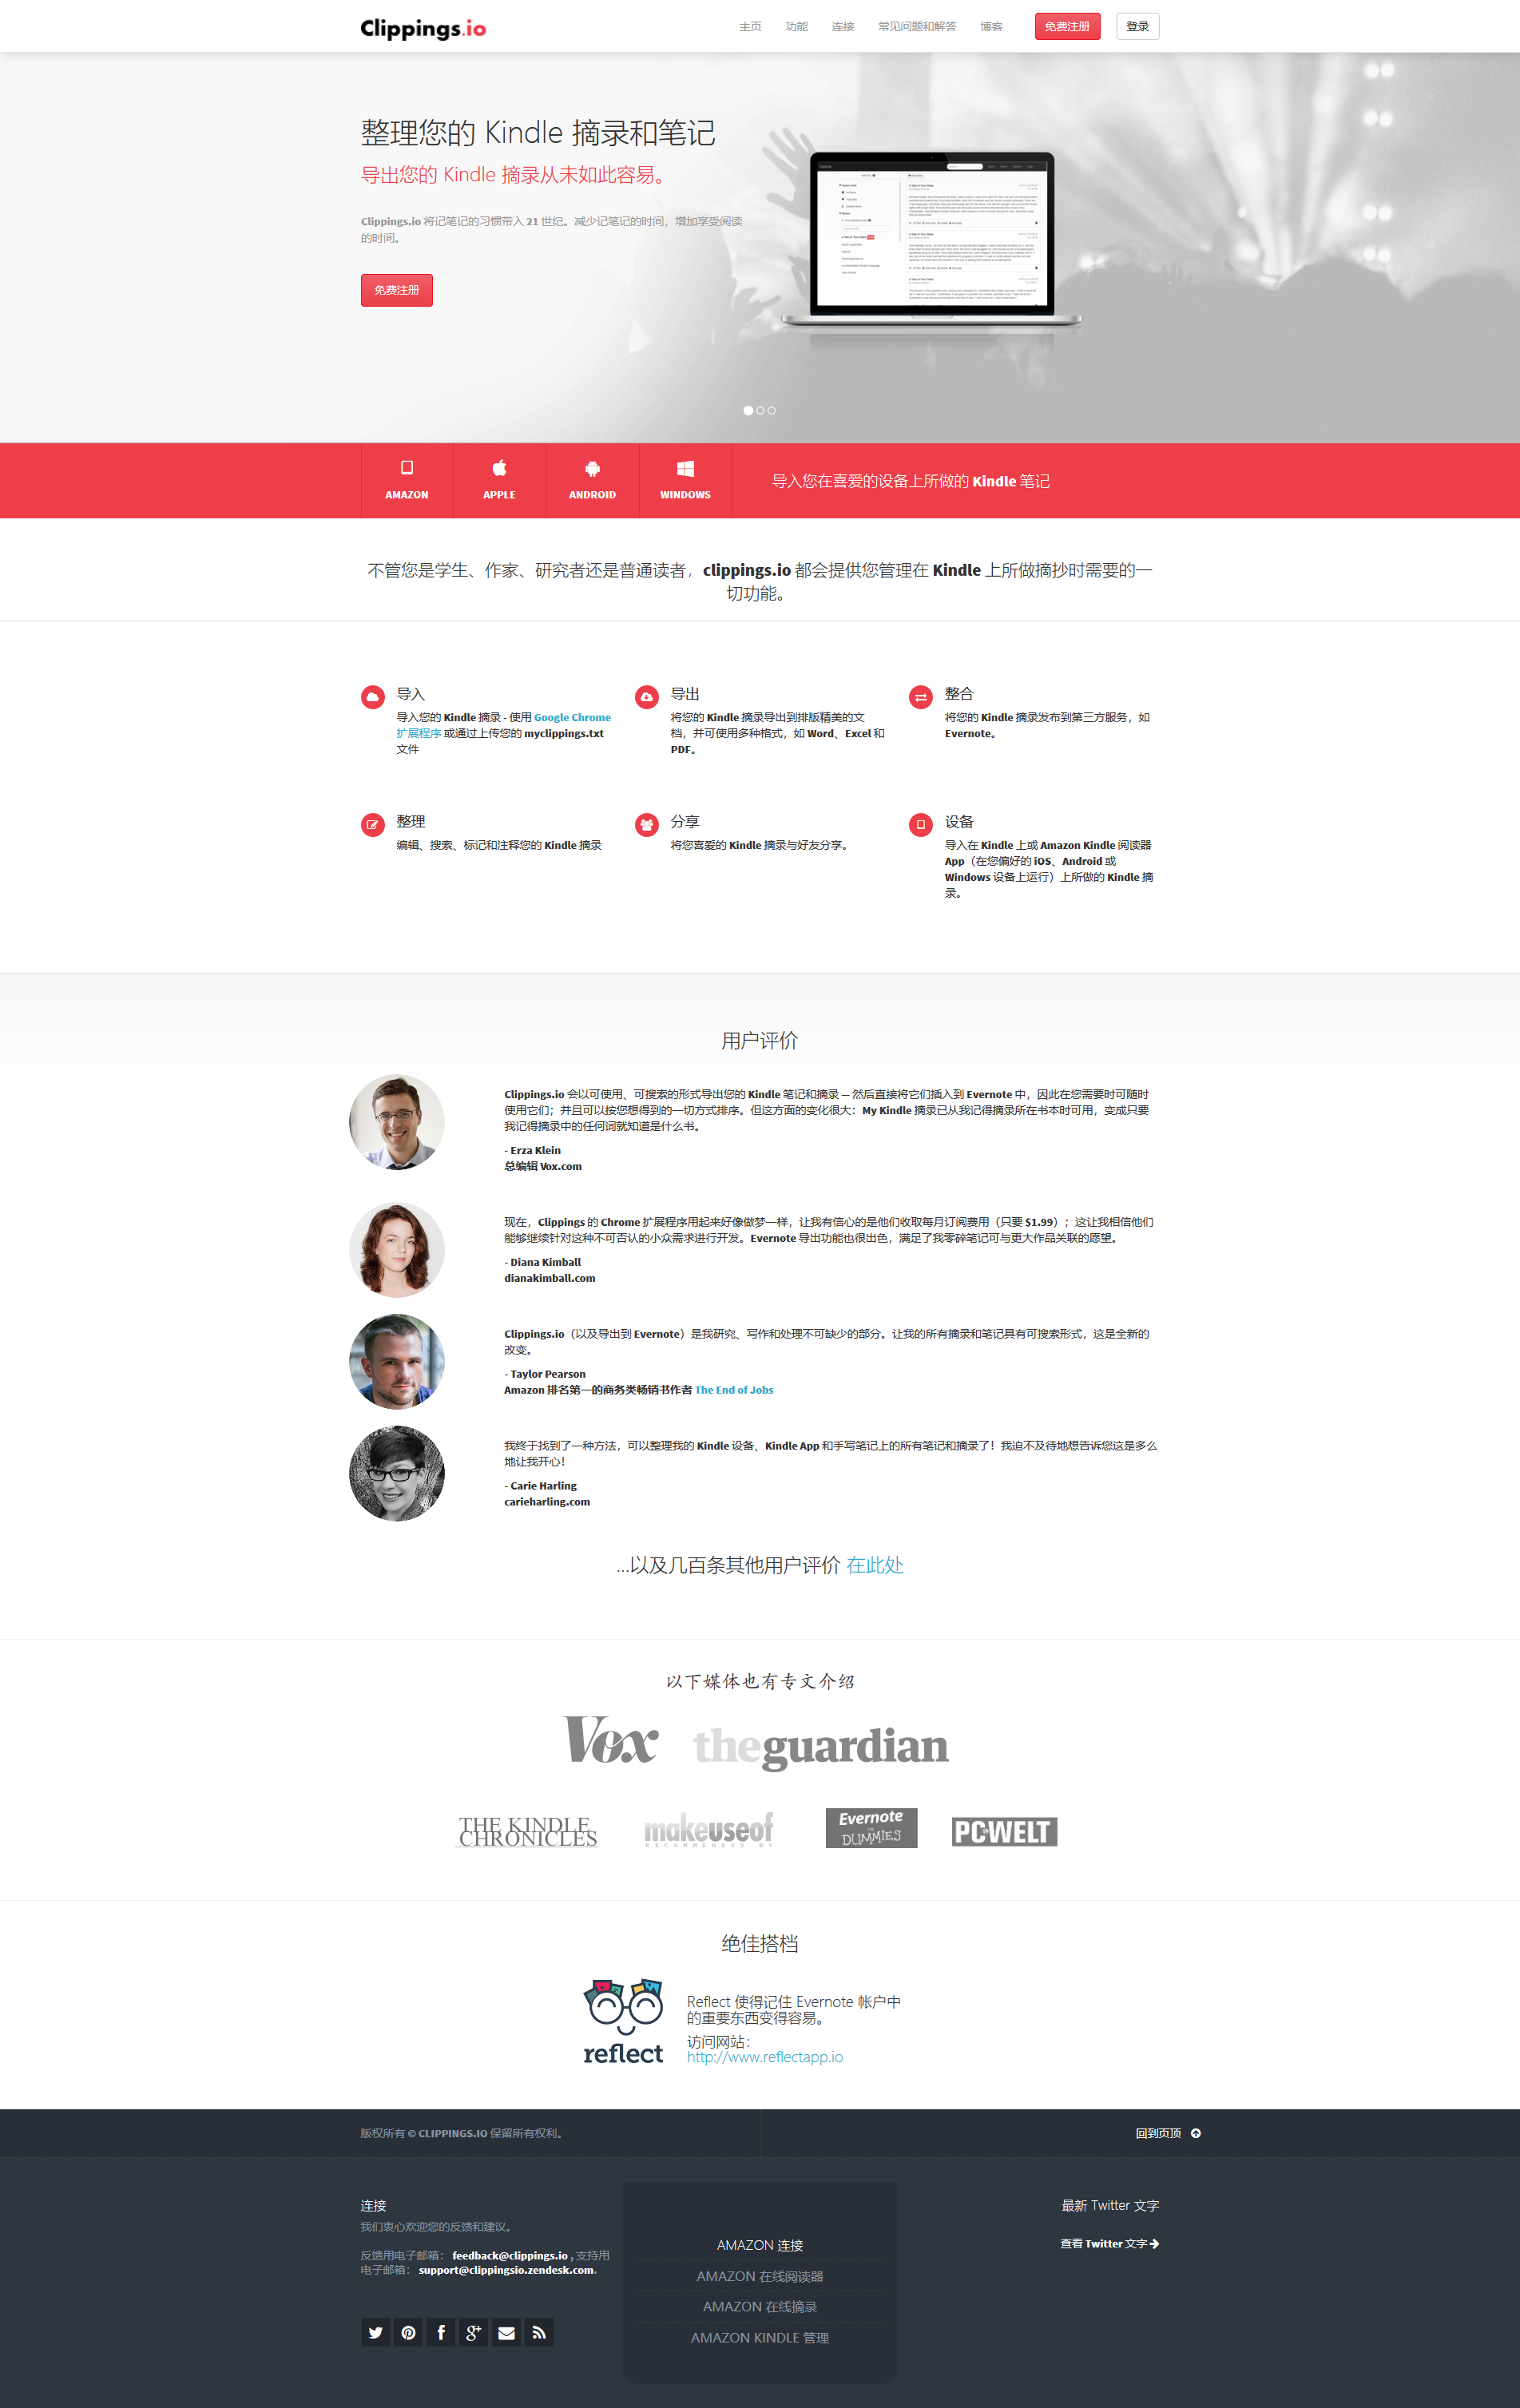 Clippings.io
主页 功能 连接 常见问题和解答 博客 免费注册 登录
整理您的 Kindle 摘录和笔记
导出您的 Kindle 摘录从未如此容易。
Clippings.io 将记笔记的习惯带入 21 世纪。减少记笔记的时间，增加享受阅读
的时间。
免费注册
AMAZON APPLE ANDROID WINDOWS
导入您在喜爱的设备上所做的 Kindle 笔记
不管您是学生、作家、研究者还是普通读者，clippings.io 都会提供您管理在 Kindle 上所做摘抄时需要的一
切功能。
导入
导入您的 Kindle 摘录 - 使用 Google Chrome
扩展程序 或通过上传您的 myclippings.txt
文件
导出
将您的 Kindle 摘录导出到排版精美的文
档，并可使用多种格式，如 Word、Excel 和
PDF。
整合
将您的 Kindle 摘录发布到第三方服务，如
Evernote。
整理
编辑、搜索、标记和注释您的 Kindle 摘录
分享
将您喜爱的 Kindle 摘录与好友分享。
设备
导入在 Kindle 上或 Amazon Kindle 阅读器
App（在您偏好的 iOS、Android 或
Windows 设备上运行）上所做的 Kindle 摘
录。
用户评价
Clippings.io 会以可使用、可搜索的形式导出您的 Kindle 笔记和摘录 — 然后直接将它们插入到 Evernote 中，因此在您需要时可随时
使用它们；并且可以按您想得到的一切方式排序。但这方面的变化很大：My Kindle 摘录已从我记得摘录所在书本时可用，变成只要
我记得摘录中的任何词就知道是什么书。
- Erza Klein
总编辑 Vox.com
现在，Clippings 的 Chrome 扩展程序用起来好像做梦一样，让我有信心的是他们收取每月订阅费用（只要 $1.99）；这让我相信他们
能够继续针对这种不可否认的小众需求进行开发。Evernote 导出功能也很出色，满足了我零碎笔记可与更大作品关联的愿望。
- Diana Kimball
dianakimball.com
Clippings.io（以及导出到 Evernote）是我研究、写作和处理不可缺少的部分。让我的所有摘录和笔记具有可搜索形式，这是全新的
改变。
- Taylor Pearson
Amazon 排名第一的商务类畅销书作者 The End of Jobs
我终于找到了一种方法，可以整理我的 Kindle 设备、Kindle App 和手写笔记上的所有笔记和摘录了！我迫不及待地想告诉您这是多么
地让我开心！
- Carie Harling
carieharling.com
...以及几百条其他用户评价 在此处
以下媒体也有专文介绍
Vox theguardian
THE KINDLE
CHRONICLES
makeuseof
RECOMMENDED BY
Evernote
FOR
DUMMIES
PCWELT
绝佳搭档
reflect
Reflect 使得记住 Evernote 帐户中
的重要东西变得容易。
访问网站：
http://www.reflectapp.io
版权所有 © CLIPPINGS.IO 保留所有权利。
回到页顶
连接
我们衷心欢迎您的反馈和建议。
反馈用电子邮箱： feedback@clippings.io , 支持用
电子邮箱： support@clippingsio.zendesk.com.
AMAZON 连接
AMAZON 在线阅读器
AMAZON 在线摘录
AMAZON KINDLE 管理
最新 Twitter 文字
查看 Twitter 文字